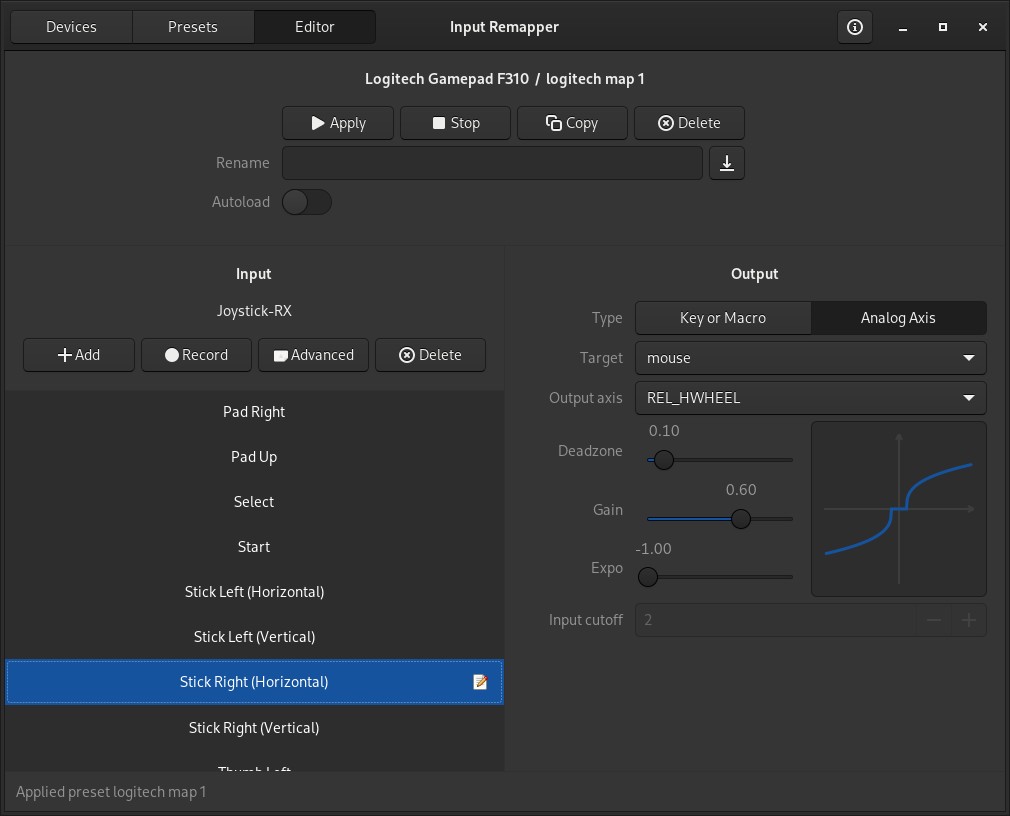 Devices Presets Editor Input Remapper
Logitech Gamepad F310 / logitech map 1
Apply Stop Copy Delete
Rename
Autoload
Input
Joystick-RX
Add Record Advanced Delete
Pad Right
Pad Up
Select
Start
Stick Left (Horizontal)
Stick Left (Vertical)
Stick Right (Horizontal)
Stick Right (Vertical)
Thumb Left
Output
Type Key or Macro Analog Axis
Target mouse
Output axis REL_HWHEEL
Deadzone 0.10
Gain 0.60
Expo -1.00
Input cutoff 2
Applied preset logitech map 1